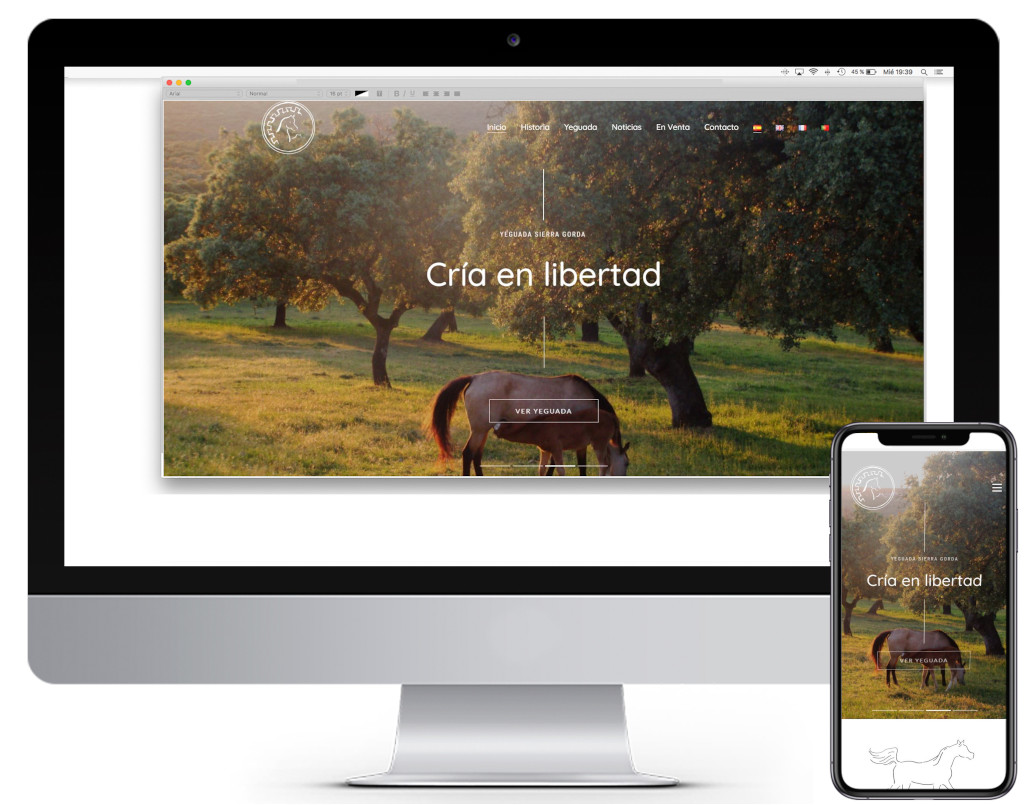 45 % Mié 19:39
Arial Normal 16 pt B I U
Inicio Historia Yeguada Noticias En Venta Contacto
YEGUADA SIERRA GORDA
Cría en libertad
VER YEGUADA
YEGUADA SIERRA GORDA
Cría en libertad
VER YEGUADA